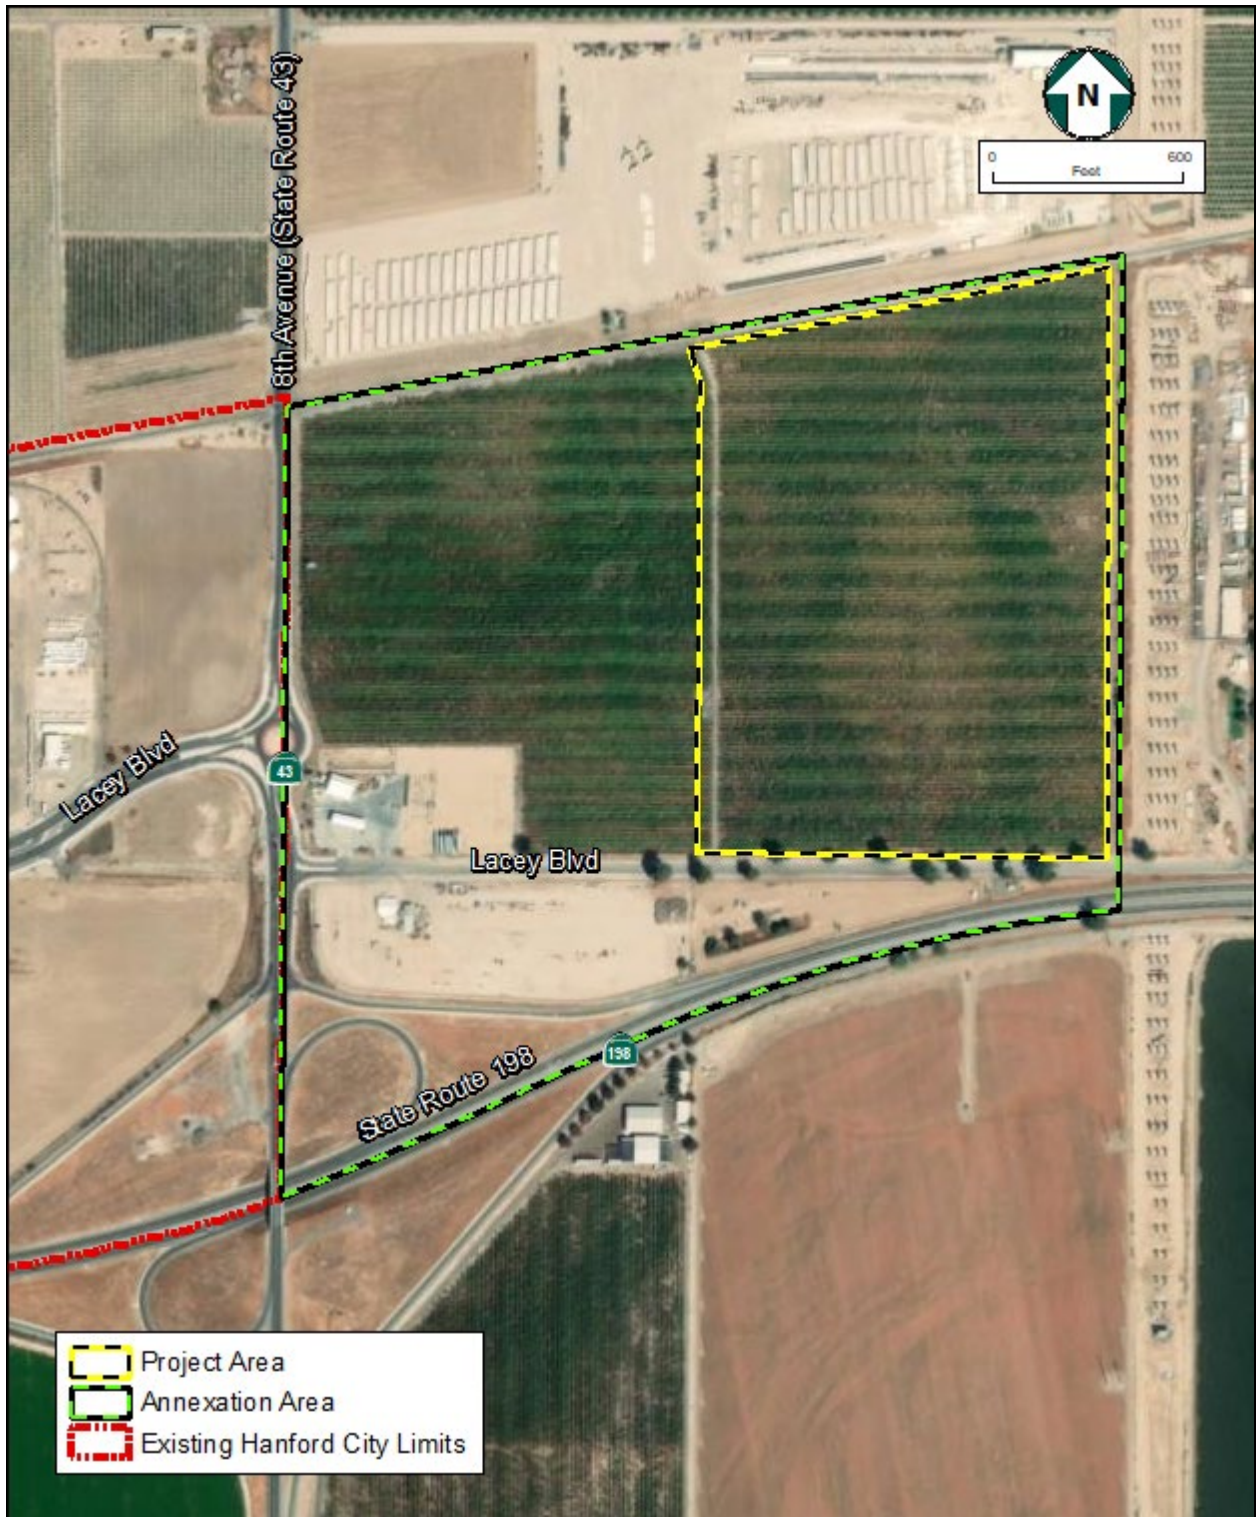 N
0 600
Feet
8th Avenue (State Route 43)
Lacey Blvd
43
Lacey Blvd
198
State Route 198
Project Area
Annexation Area
Existing Hanford City Limits